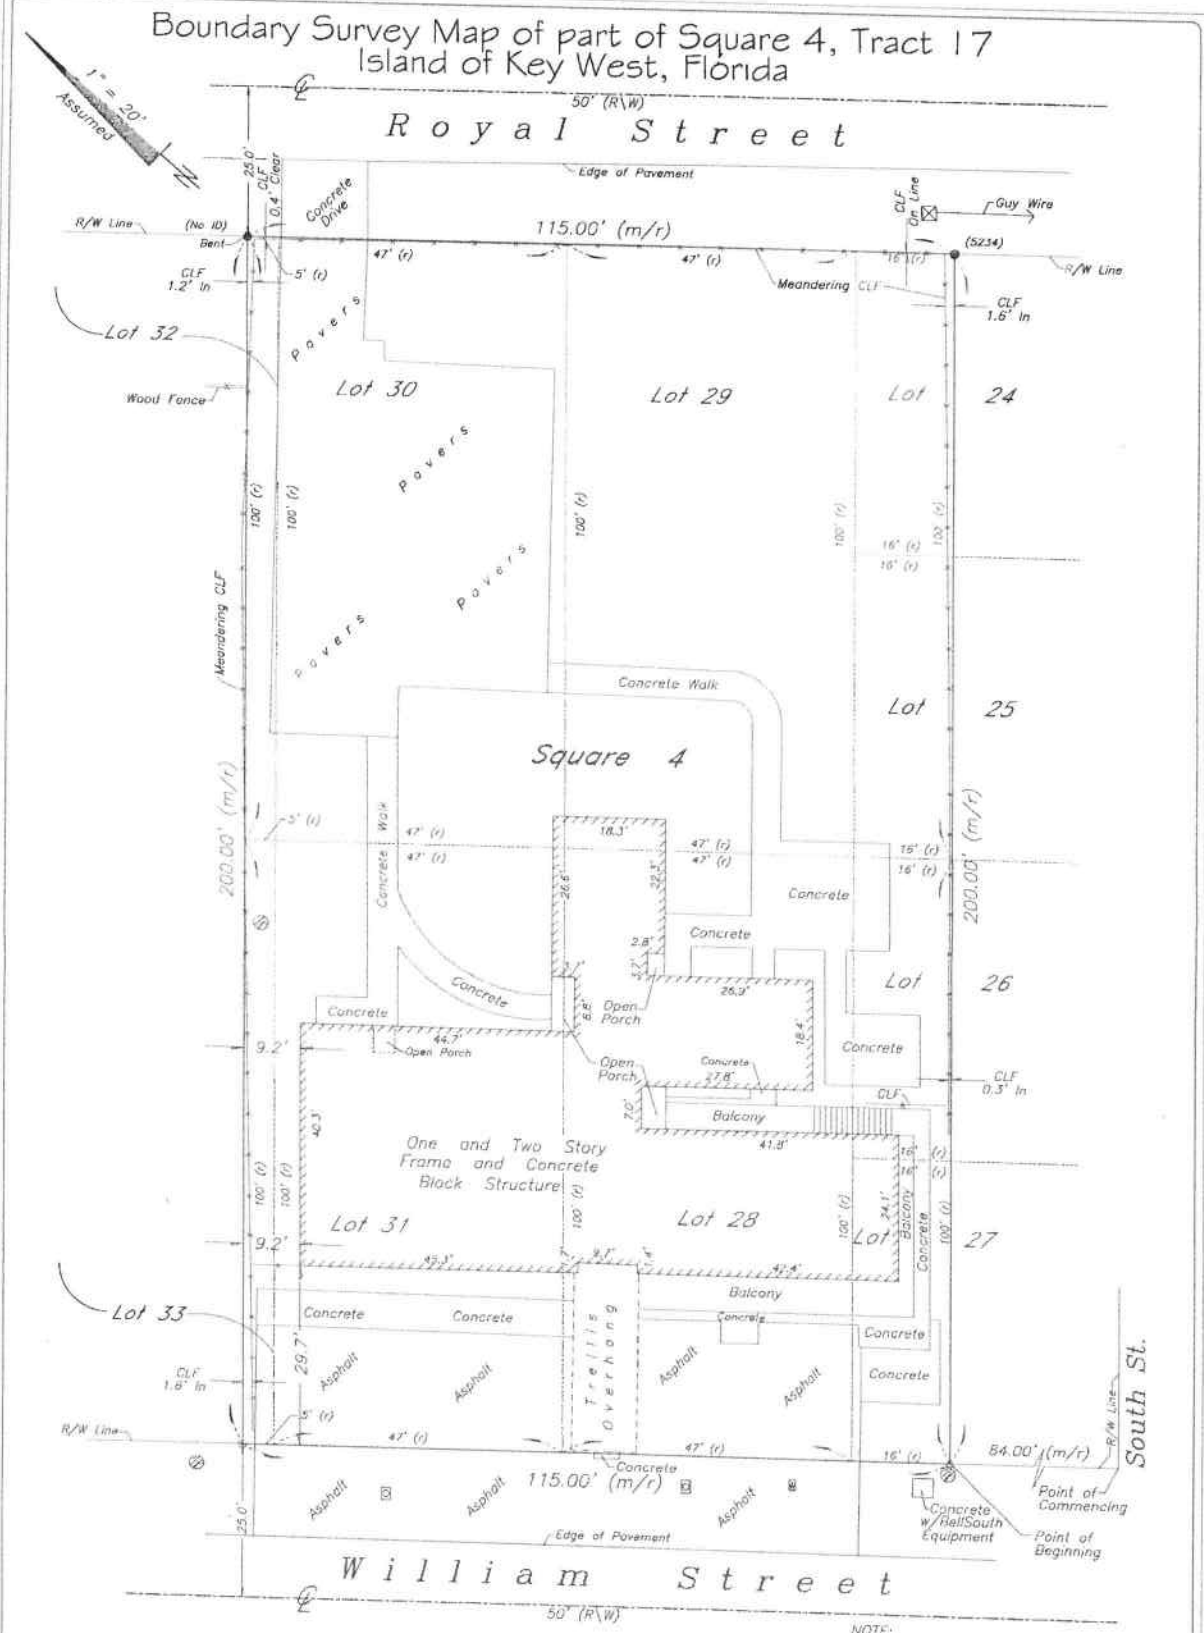 Boundary Survey Map of part of Square 4, Tract 17
Island of Key West, Florida
1" = 20'
Assumed
N
50' (R\W)
Royal Street
Edge of Pavement
25.0'
CLF
0.4' Clear
Concrete
Drive
CLF
On Line
Guy Wire
R/W Line
(No ID)
Bent
115.00' (m/r)
(5234)
R/W Line
47' (r)
47' (r)
16' (r)
5' (r)
CLF
1.2' In
Meandering CLF
CLF
1.6' In
Lot 32
Pavers
Wood Fence
Lot 30
Lot 29
Lot 24
Pavers
100' (r)
100' (r)
100' (r)
100' (r)
100' (r)
16' (r)
16' (r)
Pavers
Pavers
Meandering CLF
Concrete Walk
Lot 25
Square 4
200.00' (m/r)
5' (r)
Concrete Walk
47' (r)
47' (r)
18.3'
47' (r)
47' (r)
16' (r)
200.00' (m/r)
26.6'
22.3'
Concrete
Concrete
2.8'
Concrete
Open
Porch
26.9'
Lot 26
Concrete
44.7'
Open Porch
8.8'
18.4'
Concrete
9.2'
Open
Porch
Concrete
27.8'
CLF
0.3' In
CLF
40.3'
7.0'
Balcony
41.8'
One and Two Story
Frame and Concrete
Block Structure
16' (r)
16' (r)
100' (r)
100' (r)
100' (r)
100' (r)
100' (r)
Balcony
Concrete
Lot 31
Lot 28
Lot 27
9.2'
45.3'
Balcony
Lot 33
Concrete
Concrete
Concrete
Concrete
29.7'
Asphalt
Asphalt
Trellis
Overhang
Asphalt
Asphalt
Concrete
CLF
1.8' In
5' (r)
R/W Line
47' (r)
47' (r)
16' (r)
84.00' (m/r)
R/W Line
South St.
Concrete
115.00' (m/r)
Asphalt
Asphalt
Asphalt
Point of
Commencing
Concrete
w/BellSouth
Equipment
Point of
Beginning
25.0'
Edge of Pavement
William Street
50' (R\W)
NOTE: